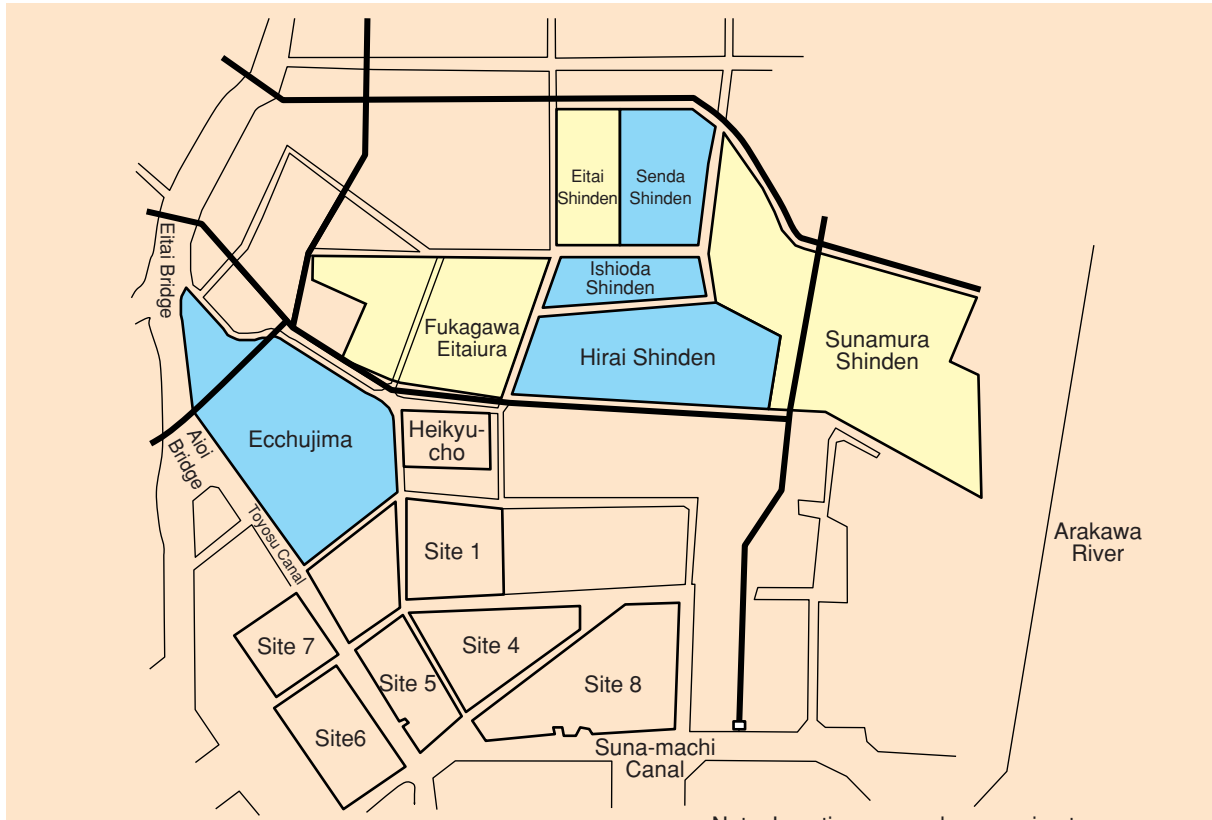 Eitai
Shinden
Senda
Shinden
Eitai Bridge
Ishioda
Shinden
Fukagawa
Eitaiura
Hirai Shinden
Sunamura
Shinden
Ecchujima
Heikyu-
cho
Aioi
Bridge
Toyosu Canal
Site 1
Arakawa
River
Site 7
Site 4
Site 5
Site 8
Site6
Suna-machi
Canal